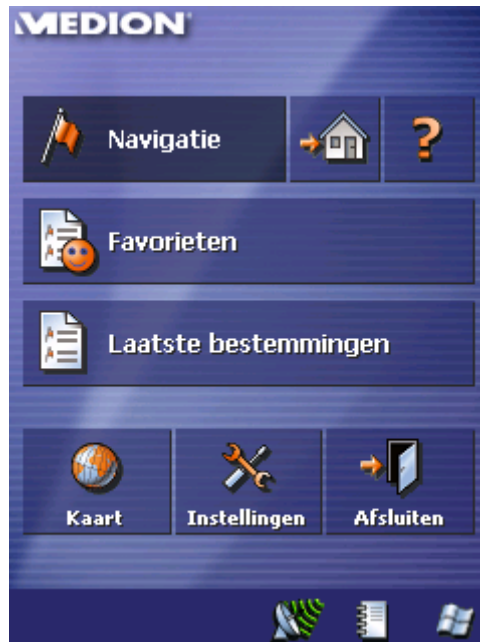 MEDION
Navigatie
?
Favorieten
Laatste bestemmingen
Kaart
Instellingen
Afsluiten